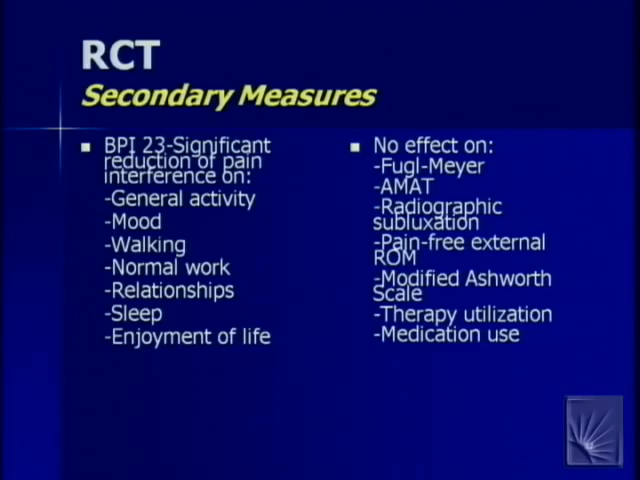 RCT
Secondary Measures
BPI 23-Significant
reduction of pain
interference on:
-General activity
-Mood
-Walking
-Normal work
-Relationships
-Sleep
-Enjoyment of life
No effect on:
-Fugl-Meyer
-AMAT
-Radiographic
subluxation
-Pain-free external
ROM
-Modified Ashworth
Scale
-Therapy utilization
-Medication use